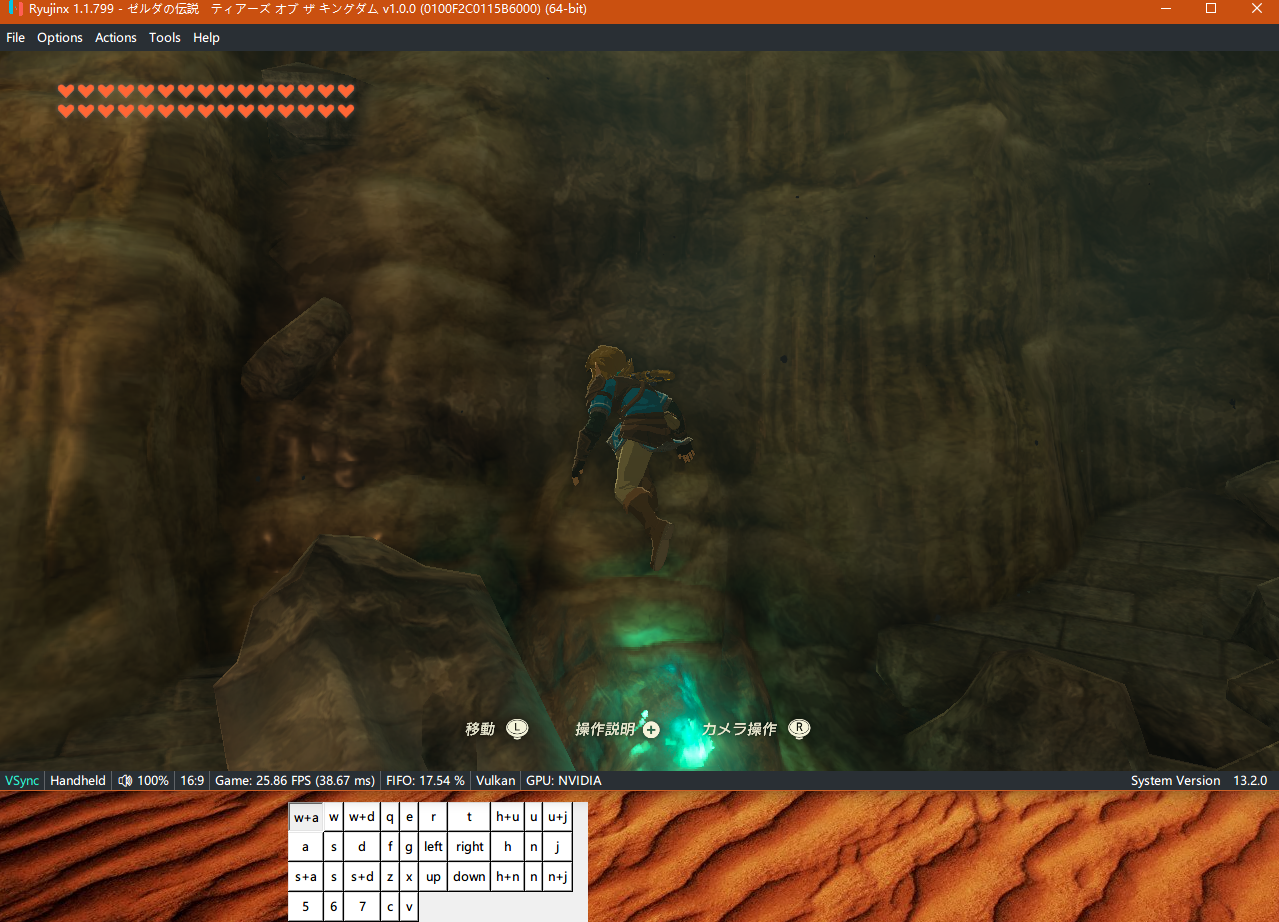 Ryujinx 1.1.799 - ゼルダの伝説　ティアーズ オブ ザ キングダム v1.0.0 (0100F2C0115B6000) (64-bit)
File Options Actions Tools Help
移動 L 操作説明 + カメラ操作 R
VSync Handheld 100% 16:9 Game: 25.86 FPS (38.67 ms) FIFO: 17.54 % Vulkan GPU: NVIDIA System Version 13.2.0
w+a w w+d q e r t h+u u u+j
a s d f g left right h n j
s+a s s+d z x up down h+n n n+j
5 6 7 c v